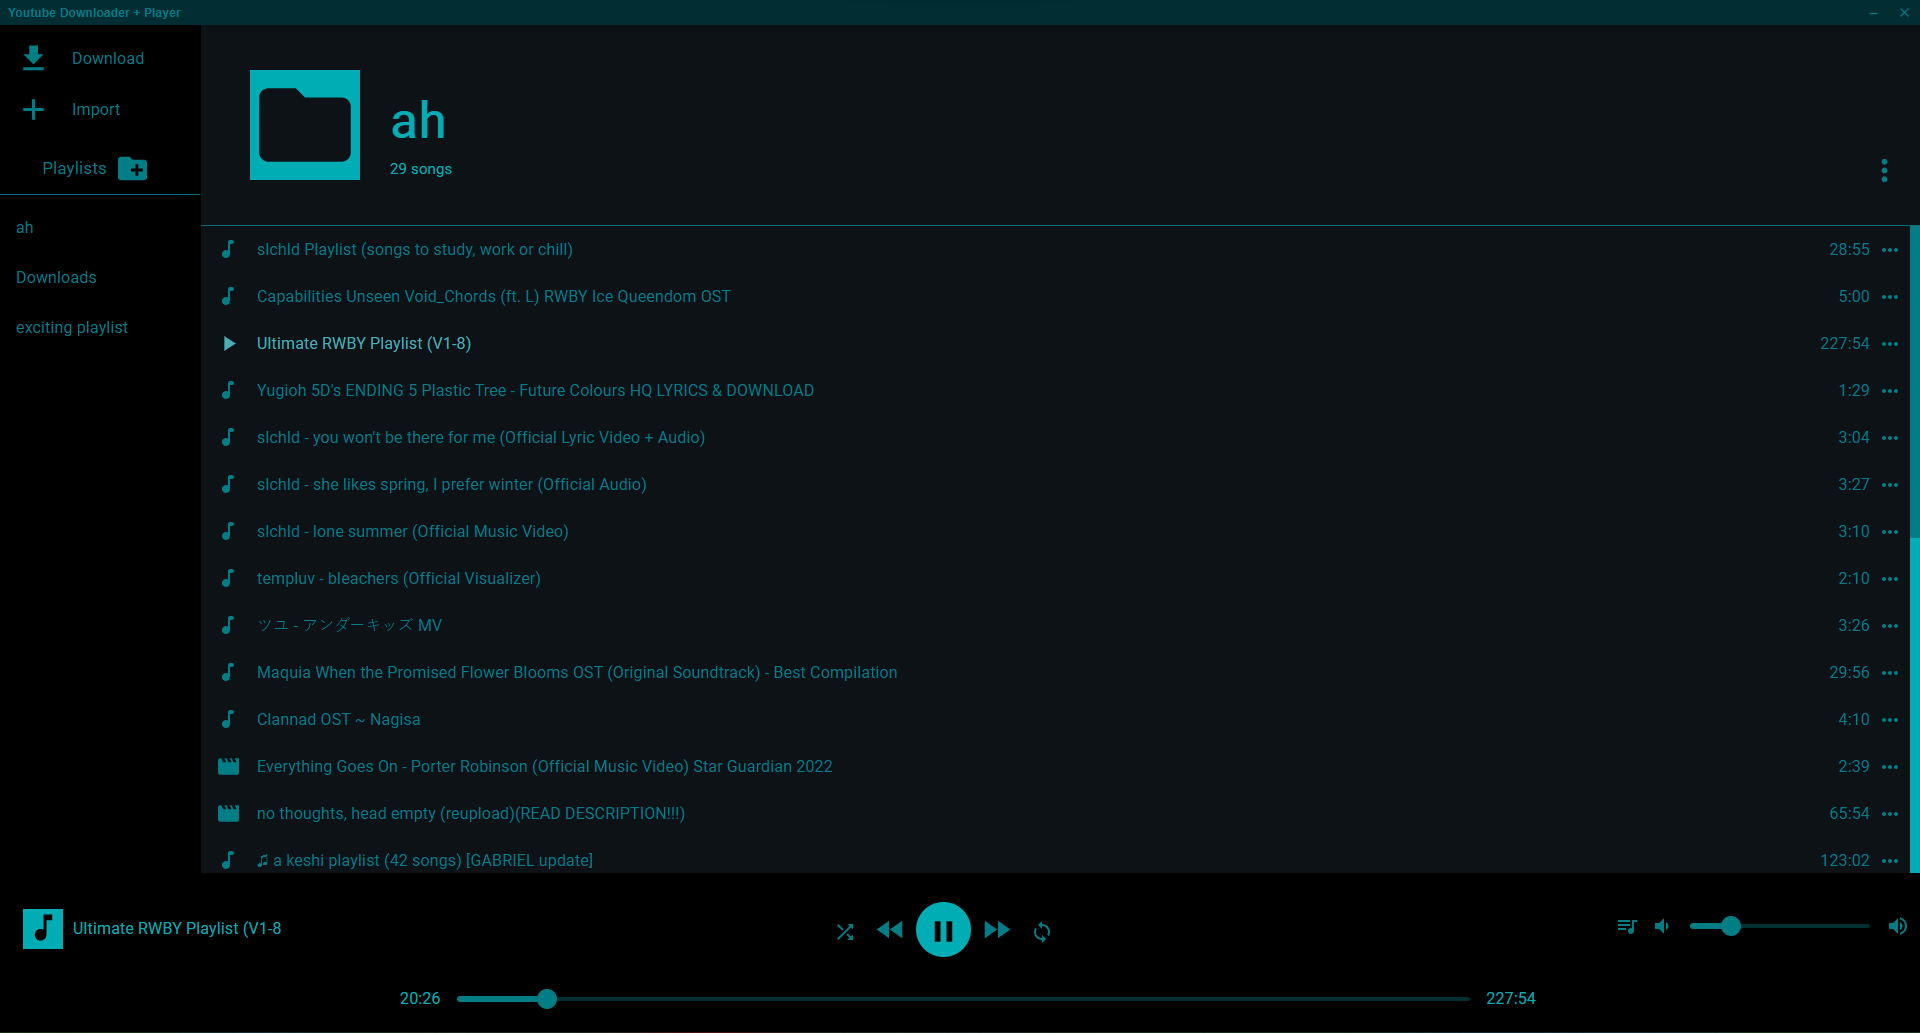 Youtube Downloader + Player
Download
Import
Playlists
ah
Downloads
exciting playlist
ah
29 songs
slchld Playlist (songs to study, work or chill) 28:55
Capabilities Unseen Void_Chords (ft. L) RWBY Ice Queendom OST 5:00
Ultimate RWBY Playlist (V1-8) 227:54
Yugioh 5D's ENDING 5 Plastic Tree - Future Colours HQ LYRICS & DOWNLOAD 1:29
slchld - you won't be there for me (Official Lyric Video + Audio) 3:04
slchld - she likes spring, I prefer winter (Official Audio) 3:27
slchld - lone summer (Official Music Video) 3:10
templuv - bleachers (Official Visualizer) 2:10
ツユ - アンダーキッズ MV 3:26
Maquia When the Promised Flower Blooms OST (Original Soundtrack) - Best Compilation 29:56
Clannad OST ~ Nagisa 4:10
Everything Goes On - Porter Robinson (Official Music Video) Star Guardian 2022 2:39
no thoughts, head empty (reupload)(READ DESCRIPTION!!!) 65:54
♫ a keshi playlist (42 songs) [GABRIEL update] 123:02
Ultimate RWBY Playlist (V1-8
20:26 227:54